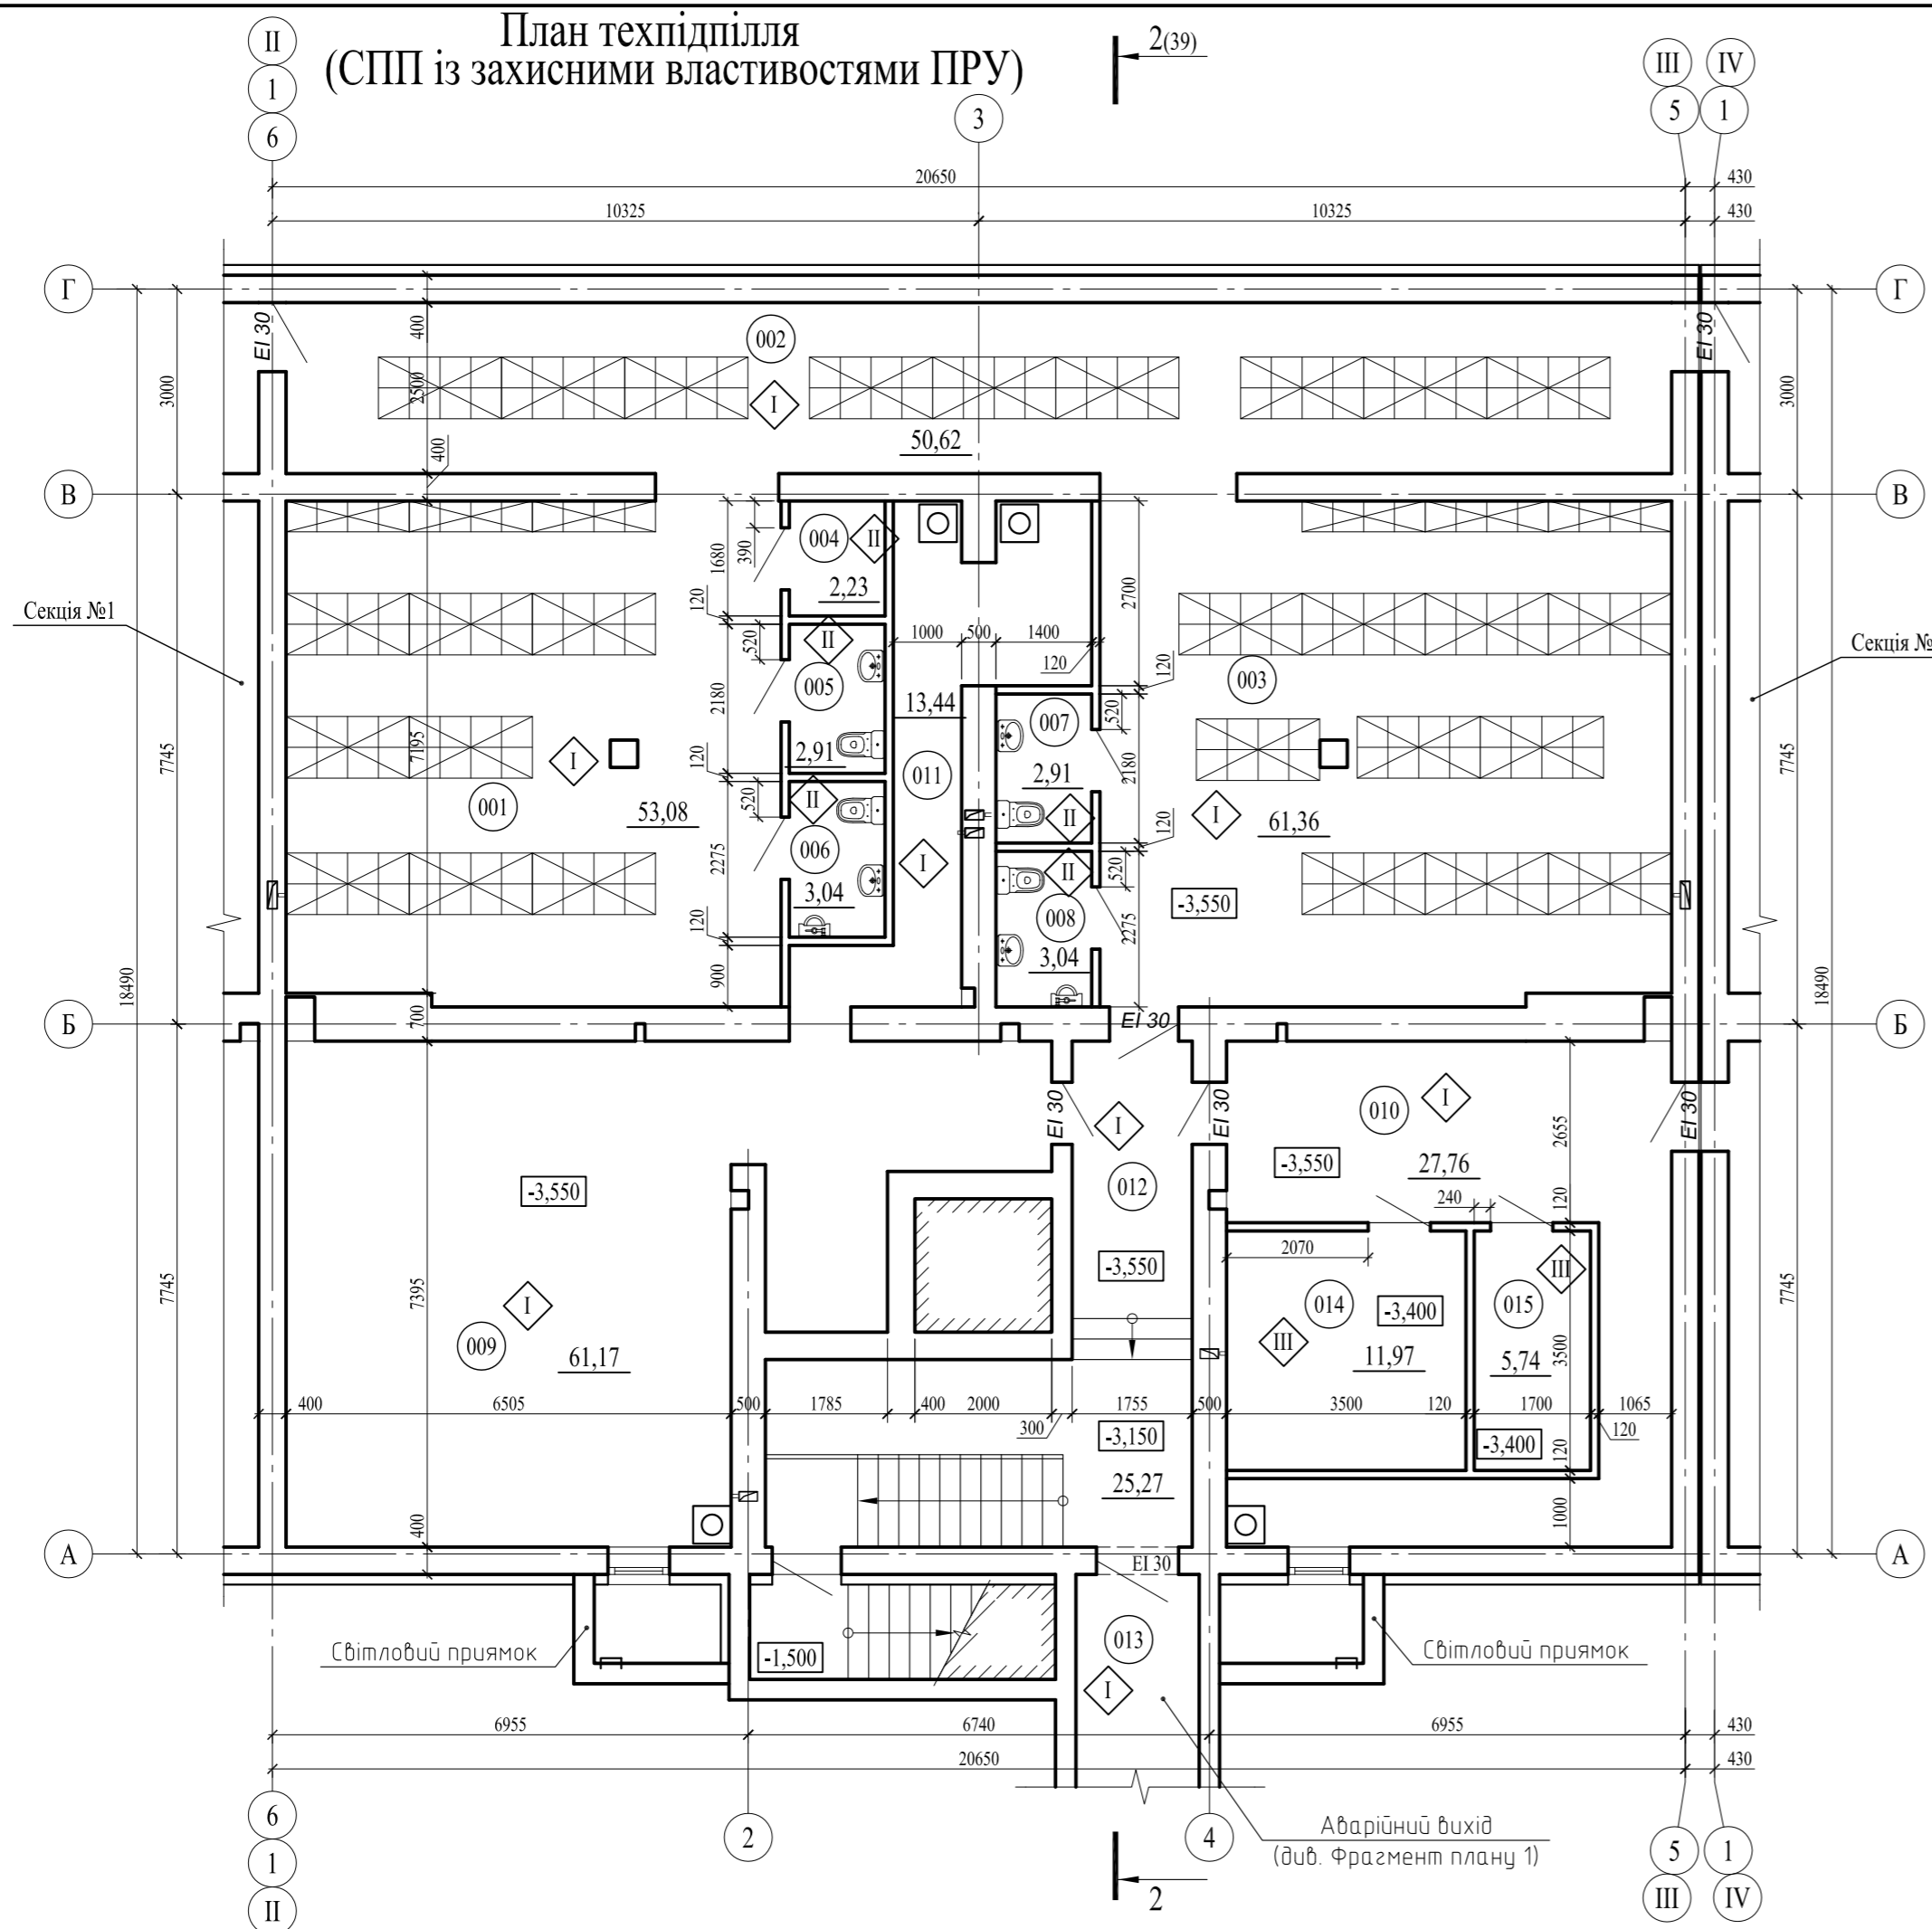 План техпідпілля
(СПП із захисними властивостями ПРУ)
2(39)
II
1
6
3
III
IV
5
1
20650
430
10325
10325
430
Г
Г
EI 30
EI 30
400
002
3000
2500
3000
I
50,62
400
В
В
390
004
II
1680
2,23
120
2700
Секція №1
1000
500
1400
520
II
120
120
Секція №
003
005
2180
13,44
520
007
7745
7195
I
120
2,91
011
2,91
2180
7745
001
520
II
II
I
53,08
61,36
120
006
I
II
520
2275
3,04
-3,550
008
2275
120
3,04
900
18490
18490
Б
700
EI 30
Б
I
010
I
EI 30
EI 30
EI 30
2655
-3,550
012
-3,550
27,76
240
120
2070
III
-3,550
7745
7395
I
014
-3,400
015
7745
009
61,17
III
11,97
5,74
3500
400
6505
500
1785
400
2000
1755
500
3500
120
1700
1065
300
-3,150
-3,400
120
120
25,27
1000
400
А
EI 30
А
013
Світловий приямок
-1,500
Світловий приямок
I
6955
6740
6955
430
20650
430
6
1
II
2
4
Аварійний вихід
(див. Фрагмент плану 1)
5
1
III
IV
2